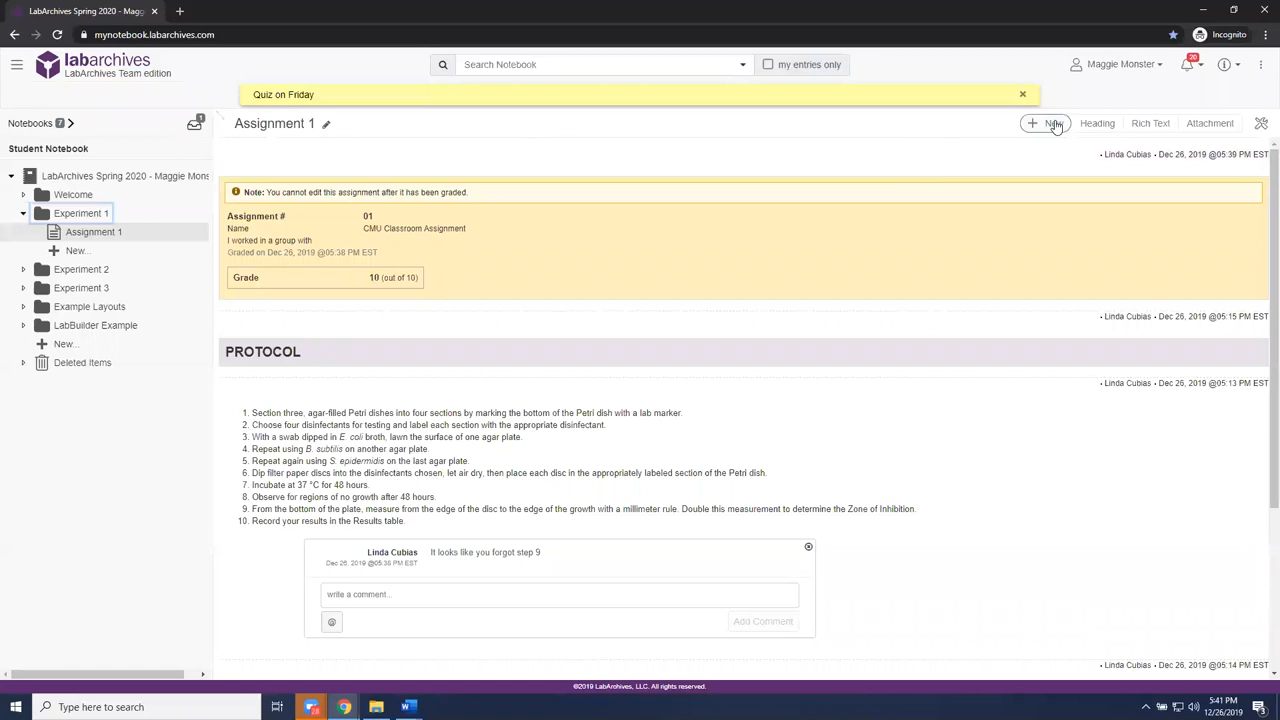 LabArchives Spring 2020 - Mag
mynotebook.labarchives.com
Incognito
labarchives
LabArchives Team edition
Search Notebook
my entries only
Maggie Monster
20
Quiz on Friday
Notebooks 7
1
Assignment 1
New
Heading
Rich Text
Attachment
Student Notebook
Linda Cubias • Dec 26, 2019 @05:39 PM EST
LabArchives Spring 2020 - Maggie Mons
Welcome
Experiment 1
Assignment 1
New...
Experiment 2
Experiment 3
Example Layouts
LabBuilder Example
New...
Deleted Items
Note: You cannot edit this assignment after it has been graded.
Assignment # 01
Name CMU Classroom Assignment
I worked in a group with
Graded on Dec 26, 2019 @05:38 PM EST
Grade 10 (out of 10)
• Linda Cubias • Dec 26, 2019 @05:15 PM EST
PROTOCOL
• Linda Cubias • Dec 26, 2019 @05:13 PM EST
1. Section three, agar-filled Petri dishes into four sections by marking the bottom of the Petri dish with a lab marker.
2. Choose four disinfectants for testing and label each section with the appropriate disinfectant.
3. With a swab dipped in E. coli broth, lawn the surface of one agar plate.
4. Repeat using B. subtilis on another agar plate.
5. Repeat again using S. epidermidis on the last agar plate.
6. Dip filter paper discs into the disinfectants chosen, let air dry, then place each disc in the appropriately labeled section of the Petri dish.
7. Incubate at 37 °C for 48 hours.
8. Observe for regions of no growth after 48 hours.
9. From the bottom of the plate, measure from the edge of the disc to the edge of the growth with a millimeter rule. Double this measurement to determine the Zone of Inhibition.
10. Record your results in the Results table.
Linda Cubias It looks like you forgot step 9
Dec 26, 2019 @05:38 PM EST
write a comment...
@
Add Comment
• Linda Cubias • Dec 26, 2019 @05:14 PM EST
©2019 LabArchives, LLC. All rights reserved.
Type here to search
5:41 PM
12/26/2019